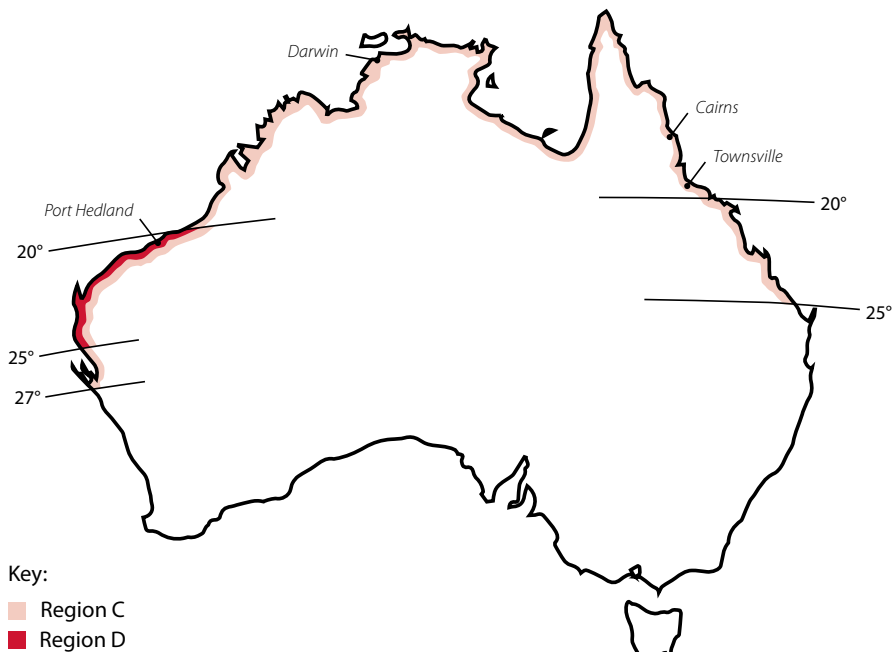 Darwin
Cairns
Townsville
Port Hedland
20°
20°
25°
25°
27°
Key:
Region C
Region D